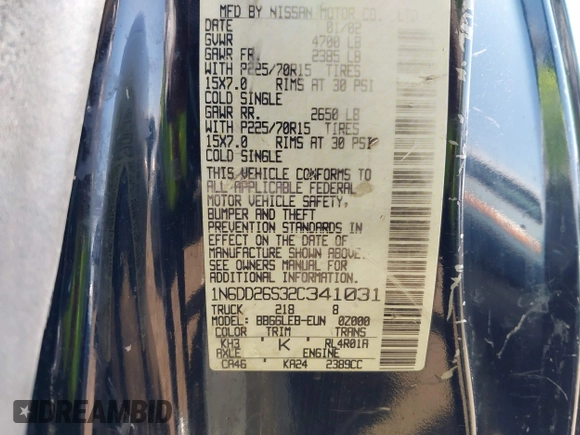 MFD BY NISSAN MOTOR CO., LTD
DATE 01/02
GVWR 4700 LB
GAWR FR. 2385 LB
WITH P225/70R15 TIRES
15X7.0 RIMS AT 30 PSI
COLD SINGLE
GAWR RR. 2650 LB
WITH P225/70R15 TIRES
15X7.0 RIMS AT 30 PSI
COLD SINGLE
THIS VEHICLE CONFORMS TO
ALL APPLICABLE FEDERAL
MOTOR VEHICLE SAFETY,
BUMPER AND THEFT
PREVENTION STANDARDS IN
EFFECT ON THE DATE OF
MANUFACTURE SHOWN ABOVE.
SEE OWNERS MANUAL FOR
ADDITIONAL INFORMATION.
1N6DD26S32C341031
TRUCK 218 8
MODEL: BBGGLEB-EUN 0Z000
COLOR TRIM TRANS
KH3 K RL4R01A
AXLE ENGINE
CA46 KA24 2389CC
DREAMBID